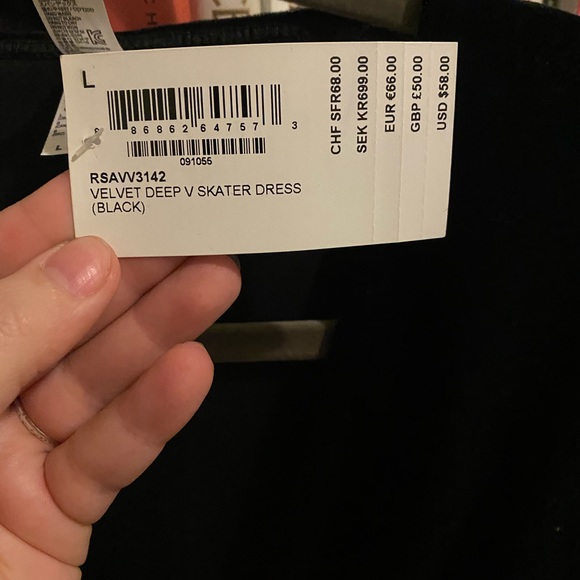 L
8 86862 64757 3
091055
RSAVV3142
VELVET DEEP V SKATER DRESS
(BLACK)
CHF SFR68.00
SEK KR699.00
EUR €66.00
GBP £50.00
USD $58.00